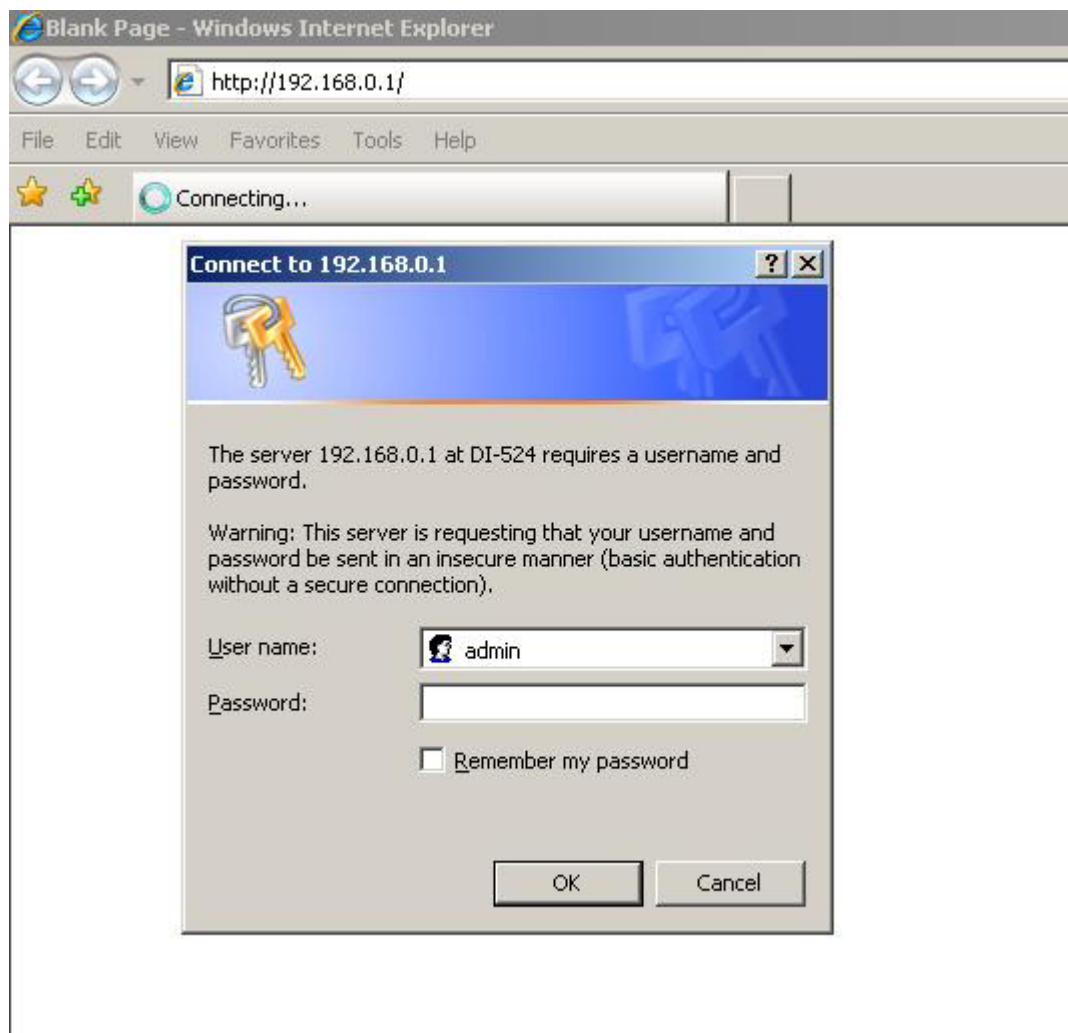 Blank Page - Windows Internet Explorer
http://192.168.0.1/
File Edit View Favorites Tools Help
Connecting...
Connect to 192.168.0.1
The server 192.168.0.1 at DI-524 requires a username and
password.
Warning: This server is requesting that your username and
password be sent in an insecure manner (basic authentication
without a secure connection).
User name: admin
Password:
Remember my password
OK Cancel